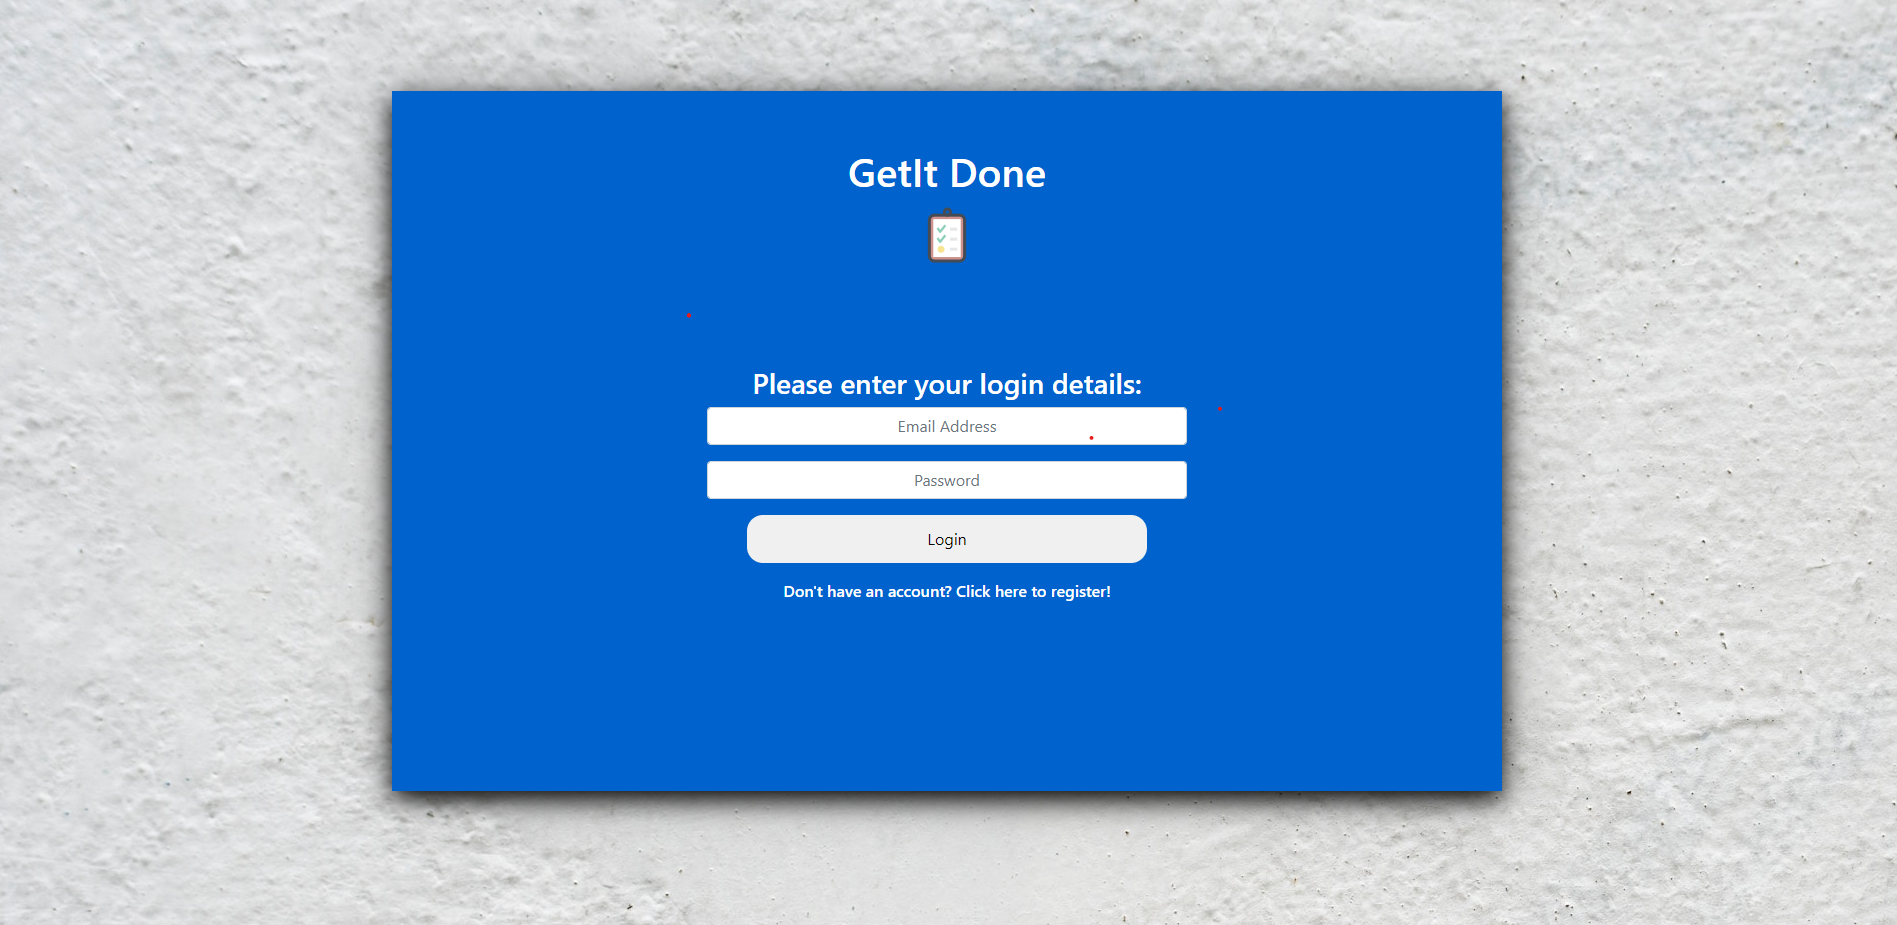 GetIt Done
Please enter your login details:
Email Address
Password
Login
Don't have an account? Click here to register!